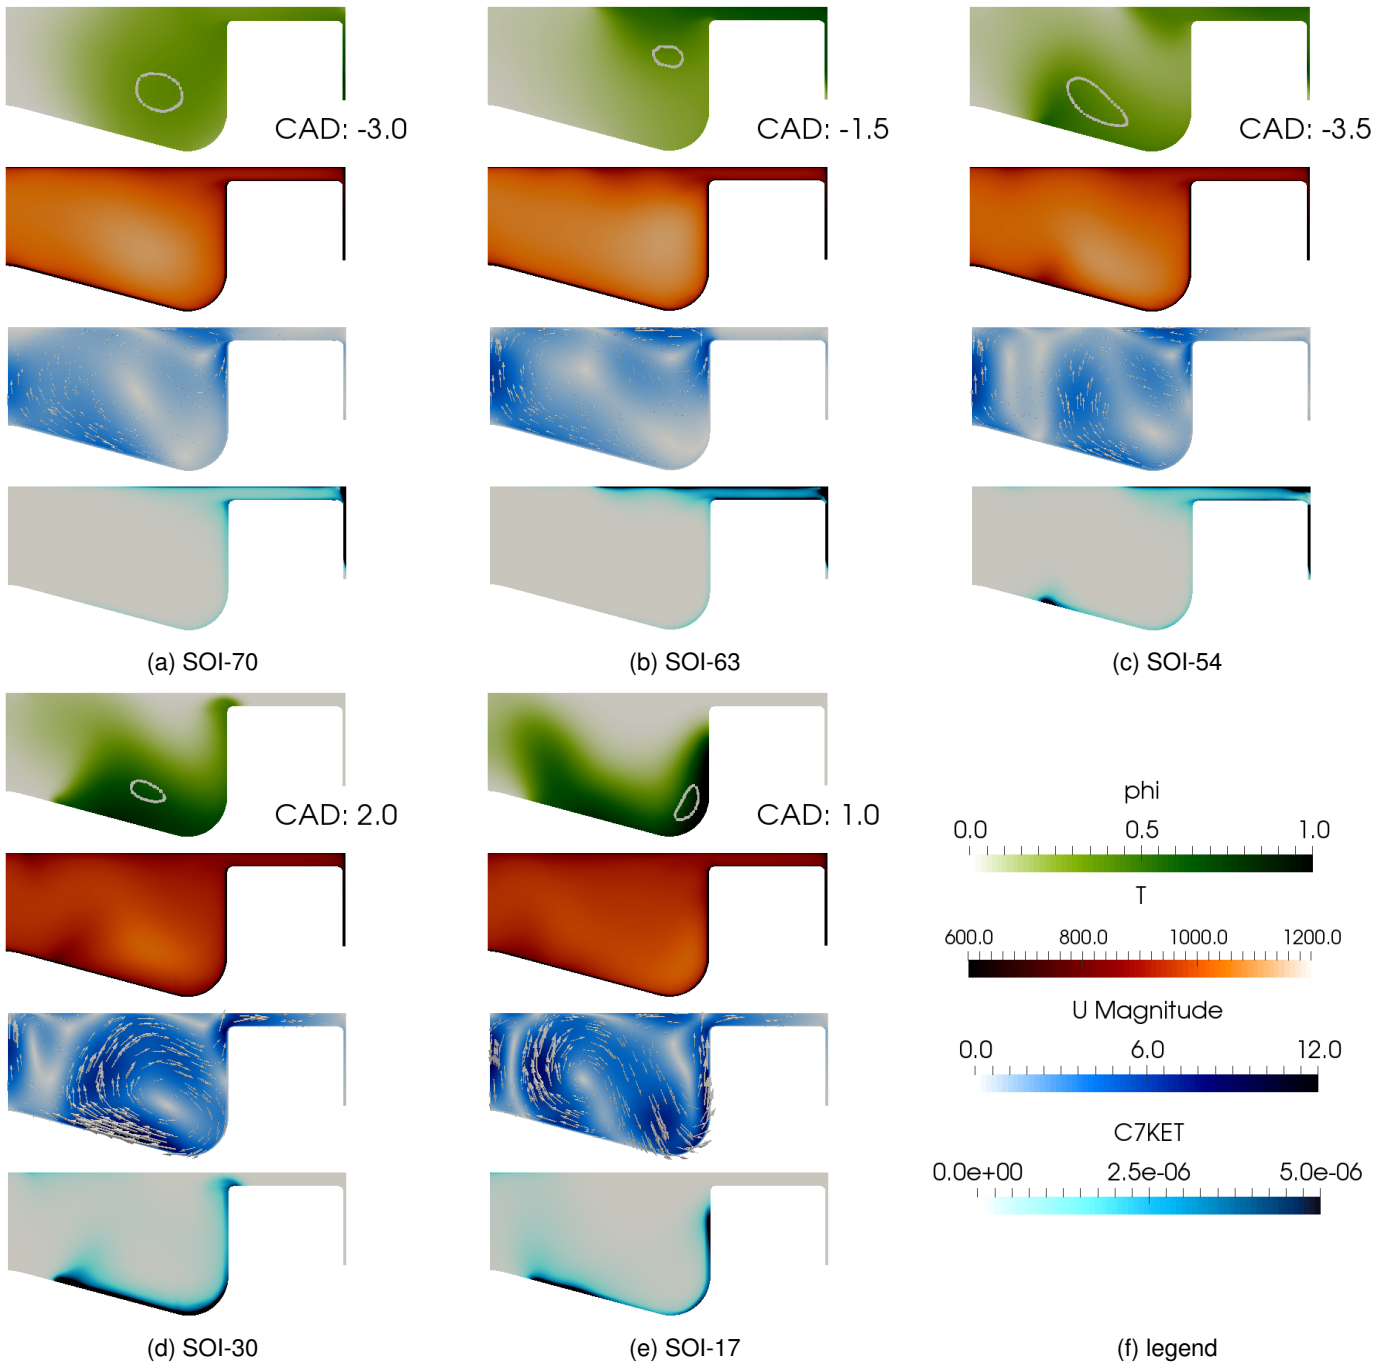 CAD: -3.0
CAD: -1.5
CAD: -3.5
(a) SOI-70
(b) SOI-63
(c) SOI-54
CAD: 2.0
CAD: 1.0
phi
0.0 0.5 1.0
T
600.0 800.0 1000.0 1200.0
U Magnitude
0.0 6.0 12.0
C7KET
0.0e+00 2.5e-06 5.0e-06
(d) SOI-30
(e) SOI-17
(f) legend